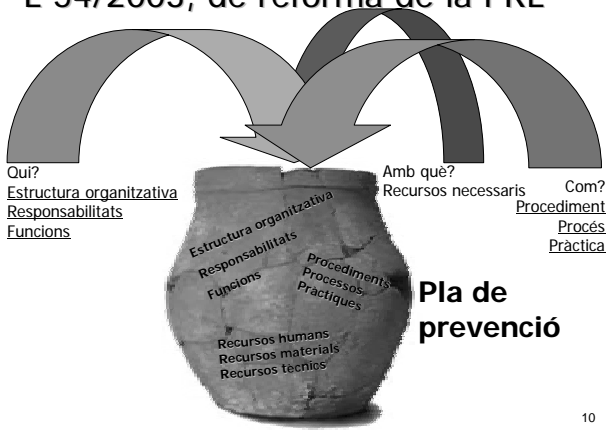 L 54/2003, de reforma de la PRL
Qui?
Estructura organitzativa
Responsabilitats
Funcions
Amb què?
Recursos necessaris
Com?
Procediment
Procés
Pràctica
Estructura organitzativa
Responsabilitats
Funcions
Procediments
Processos
Pràctiques
Recursos humans
Recursos materials
Recursos tècnics
Pla de
prevenció
10